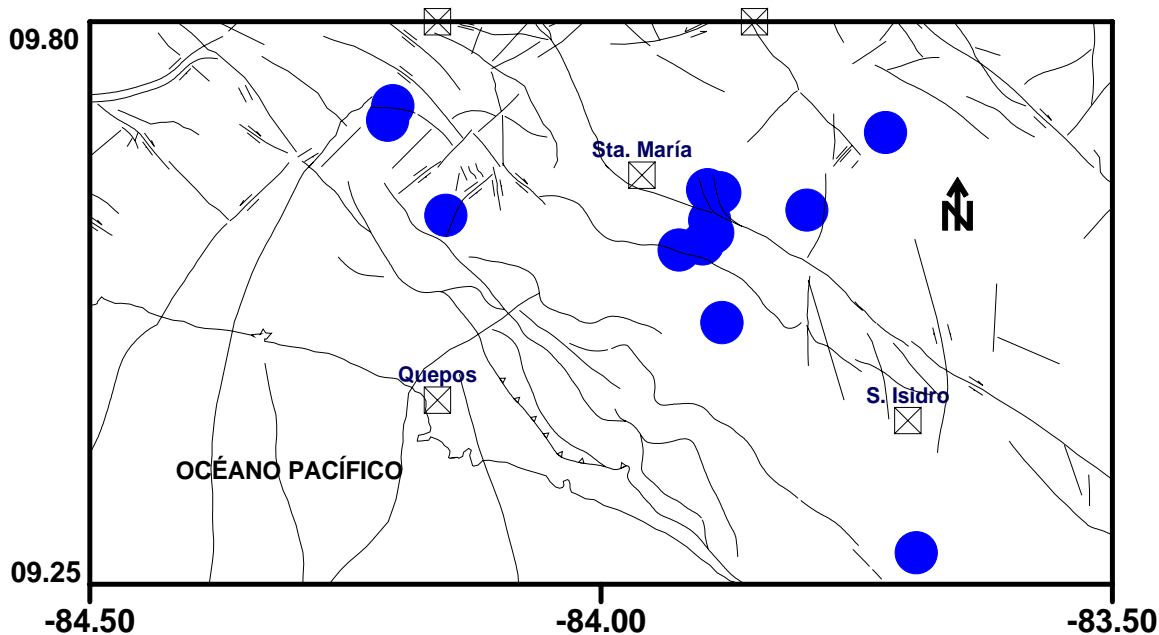 09.80
Sta. María
N
Quepos
S. Isidro
OCÉANO PACÍFICO
09.25
-84.50
-84.00
-83.50